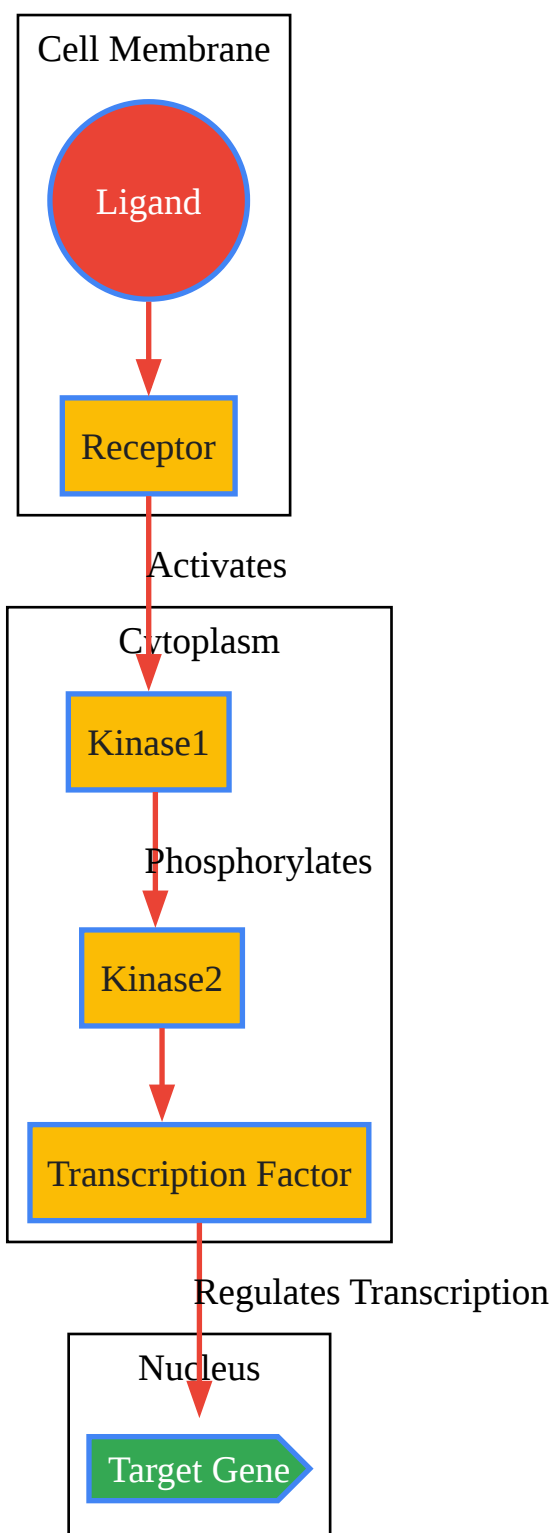 Cell Membrane
Ligand
Receptor
Activates
Cytoplasm
Kinase1
Phosphorylates
Kinase2
Transcription Factor
Regulates Transcription
Nucleus
Target Gene